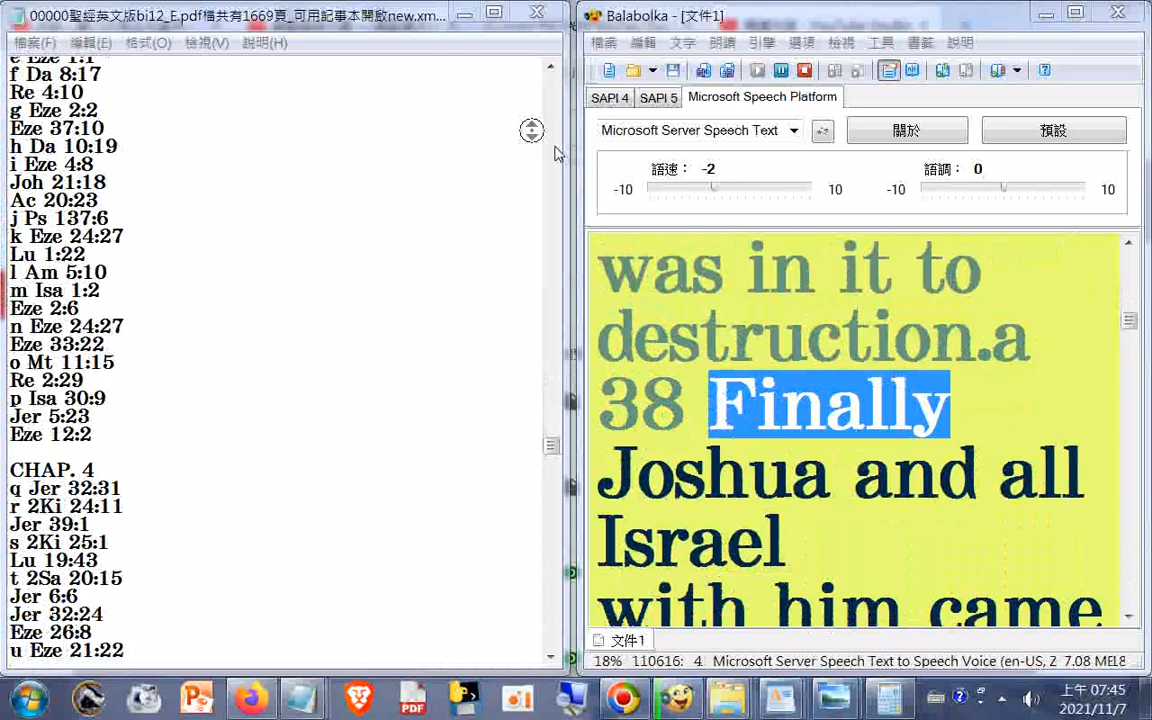 00000聖經英文版bi12_E.pdf檔共有1669頁_可用記事本開啟new.xm...
檔案(F) 編輯(E) 格式(O) 檢視(V) 說明(H)
e Eze 1:1
f Da 8:17
Re 4:10
g Eze 2:2
Eze 37:10
h Da 10:19
i Eze 4:8
Joh 21:18
Ac 20:23
j Ps 137:6
k Eze 24:27
Lu 1:22
l Am 5:10
m Isa 1:2
Eze 2:6
n Eze 24:27
Eze 33:22
o Mt 11:15
Re 2:29
p Isa 30:9
Jer 5:23
Eze 12:2
CHAP. 4
q Jer 32:31
r 2Ki 24:11
Jer 39:1
s 2Ki 25:1
Lu 19:43
t 2Sa 20:15
Jer 6:6
Jer 32:24
Eze 26:8
u Eze 21:22
Balabolka - [文件1]
檔案 編輯 文字 朗讀 引擎 選項 檢視 工具 書籤 說明
SAPI 4 SAPI 5 Microsoft Speech Platform
Microsoft Server Speech Text 關於 預設
語速： -2 語調： 0
-10 10 -10 10
was in it to
destruction.a
38 Finally
Joshua and all
Israel
with him came
文件1
18% 110616: 4 Microsoft Server Speech Text to Speech Voice (en-US, Z 7.08 MEL8
PDF
上午 07:45
2021/11/7